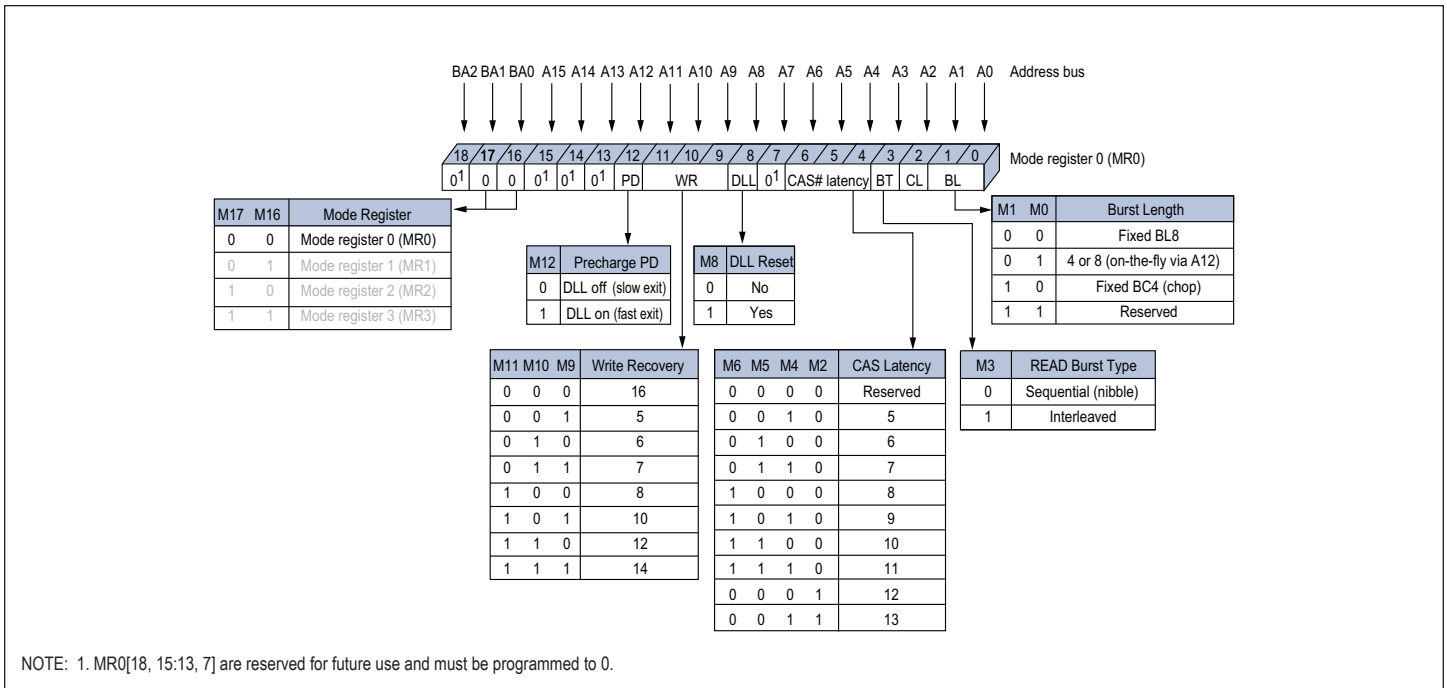 BA2 BA1 BA0 A15 A14 A13 A12 A11 A10 A9 A8 A7 A6 A5 A4 A3 A2 A1 A0 Address bus
18 17 16 15 14 13 12 11 10 9 8 7 6 5 4 3 2 1 0
Mode register 0 (MR0)
0¹ 0 0 0¹ 0¹ 0¹ PD WR DLL 0¹ CAS# latency BT CL BL
M17 M16 Mode Register
0 0 Mode register 0 (MR0)
0 1 Mode register 1 (MR1)
1 0 Mode register 2 (MR2)
1 1 Mode register 3 (MR3)
M12 Precharge PD
0 DLL off (slow exit)
1 DLL on (fast exit)
M8 DLL Reset
0 No
1 Yes
M1 M0 Burst Length
0 0 Fixed BL8
0 1 4 or 8 (on-the-fly via A12)
1 0 Fixed BC4 (chop)
1 1 Reserved
M11 M10 M9 Write Recovery
0 0 0 16
0 0 1 5
0 1 0 6
0 1 1 7
1 0 0 8
1 0 1 10
1 1 0 12
1 1 1 14
M6 M5 M4 M2 CAS Latency
0 0 0 0 Reserved
0 0 1 0 5
0 1 0 0 6
0 1 1 0 7
1 0 0 0 8
1 0 1 0 9
1 1 0 0 10
1 1 1 0 11
0 0 0 1 12
0 0 1 1 13
M3 READ Burst Type
0 Sequential (nibble)
1 Interleaved
NOTE: 1. MR0[18, 15:13, 7] are reserved for future use and must be programmed to 0.